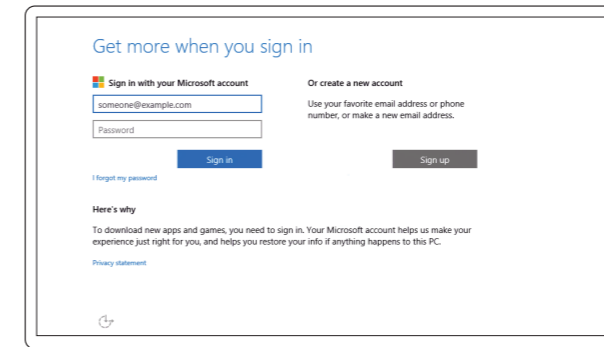 Get more when you sign in
Sign in with your Microsoft account
someone@example.com
Password
Sign in
I forgot my password
Or create a new account
Use your favorite email address or phone
number, or make a new email address.
Sign up
Here's why
To download new apps and games, you need to sign in. Your Microsoft account helps us make your
experience just right for you, and helps you restore your info if anything happens to this PC.
Privacy statement